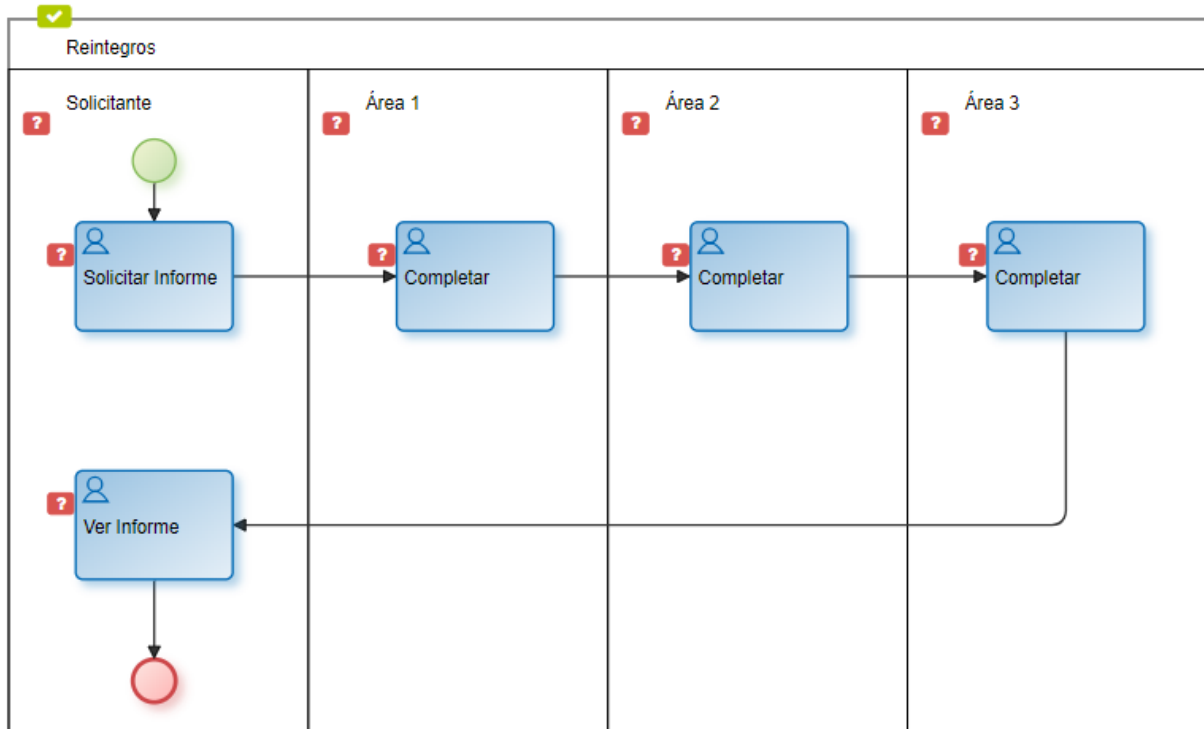 Reintegros
Solicitante
Área 1
Área 2
Área 3
?
?
?
?
?
Solicitar Informe
?
Completar
?
Completar
?
Completar
?
Ver Informe